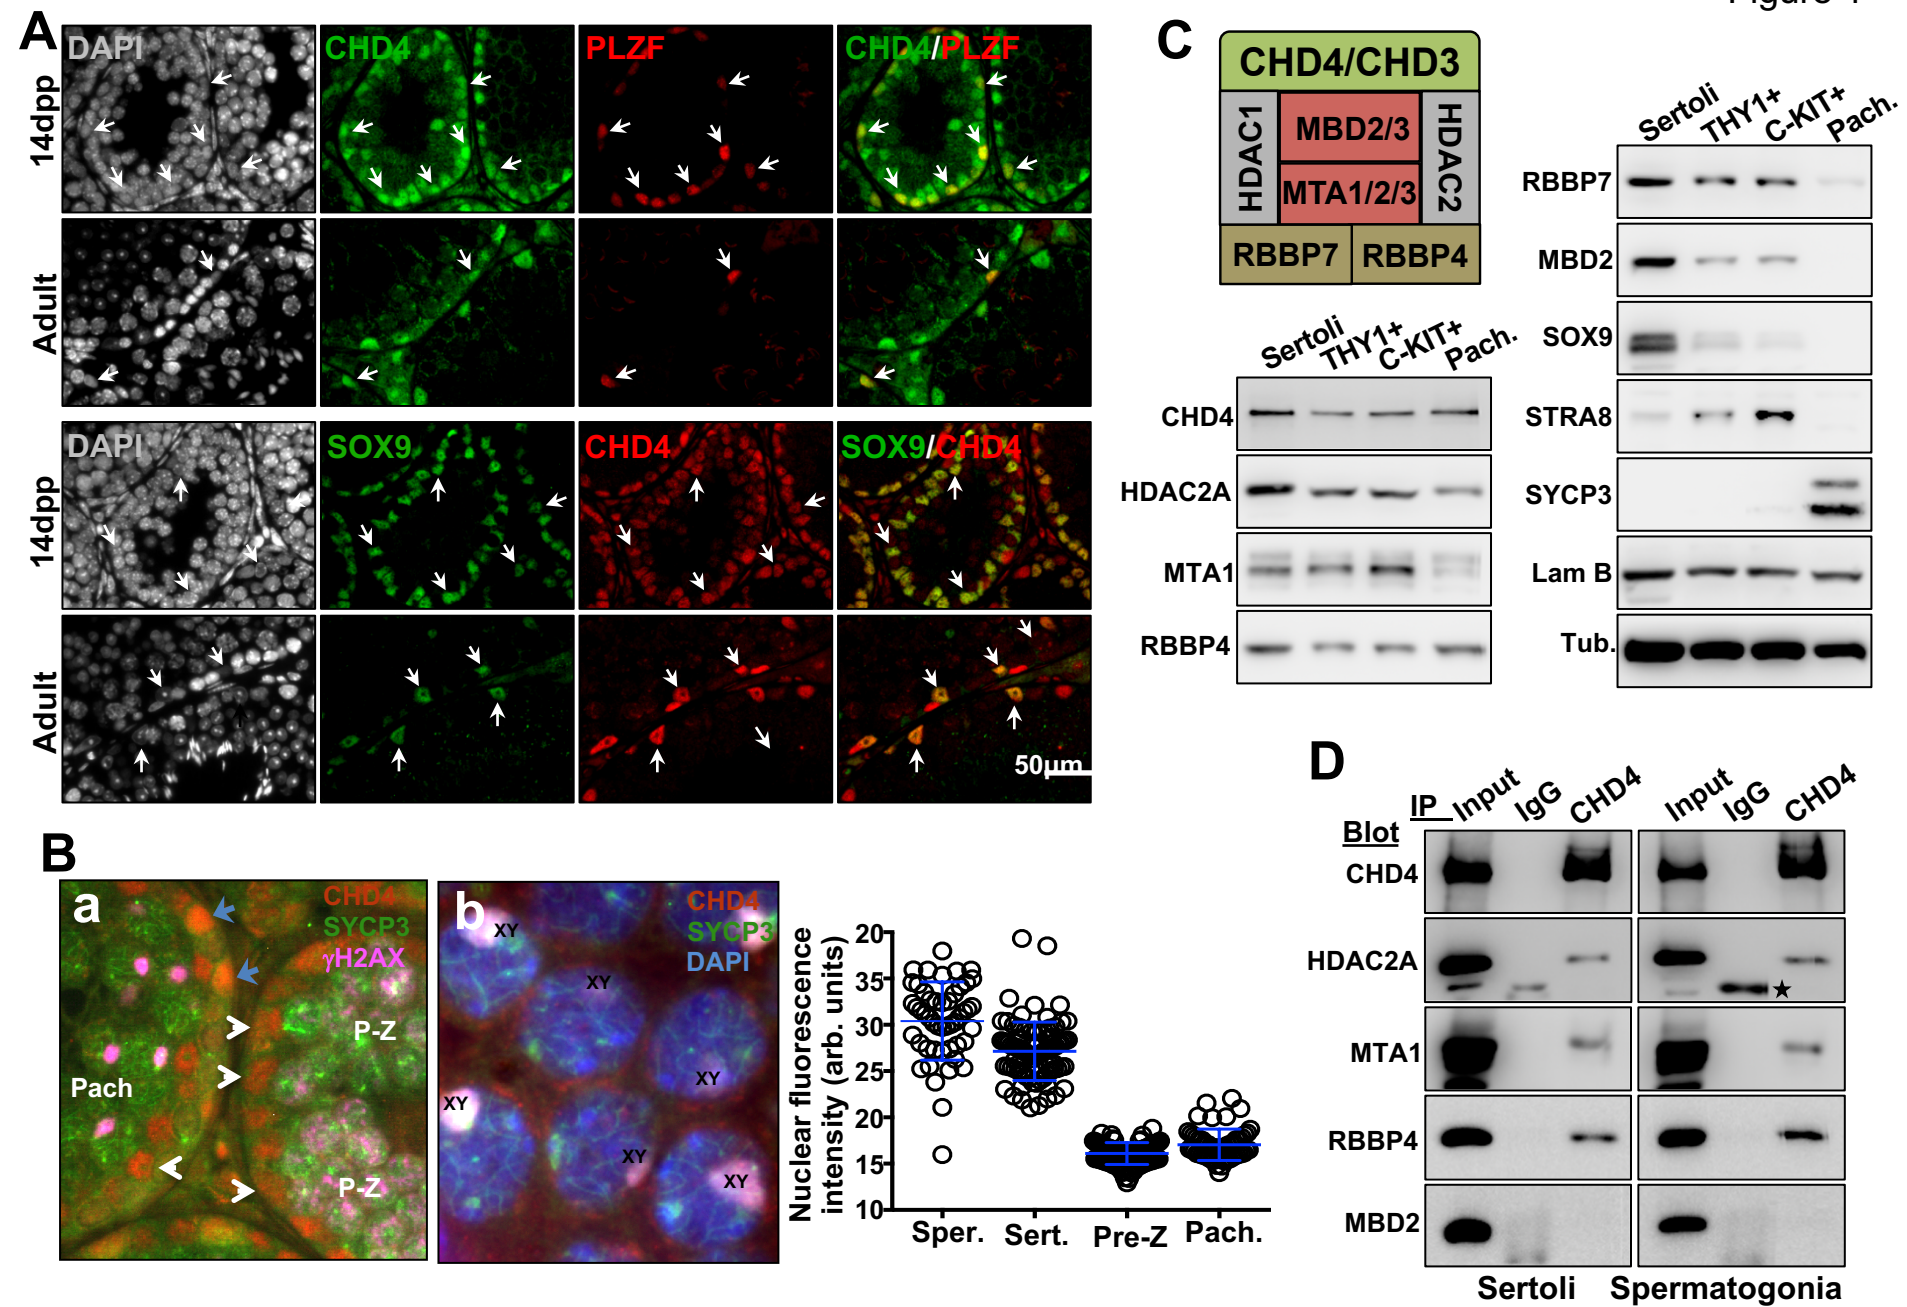 A
DAPI
CHD4
PLZF
CHD4/PLZF
14dpp
Adult
DAPI
SOX9
CHD4
SOX9/CHD4
14dpp
Adult
50µm
B
a
CHD4
SYCP3
γH2AX
P-Z
Pach
P-Z
b
CHD4
SYCP3
DAPI
XY
XY
XY
XY
XY
XY
Nuclear fluorescence
intensity (arb. units)
20
35
30
25
20
15
10
Sper.
Sert.
Pre-Z
Pach.
C
CHD4/CHD3
HDAC1
MBD2/3
MTA1/2/3
HDAC2
RBBP7
RBBP4
Sertoli
THY1+
C-KIT+
Pach.
CHD4
HDAC2A
MTA1
RBBP4
Sertoli
THY1+
C-KIT+
Pach.
RBBP7
MBD2
SOX9
STRA8
SYCP3
Lam B
Tub.
D
IP
Input
IgG
CHD4
Input
IgG
CHD4
Blot
CHD4
HDAC2A
MTA1
RBBP4
MBD2
Sertoli
Spermatogonia